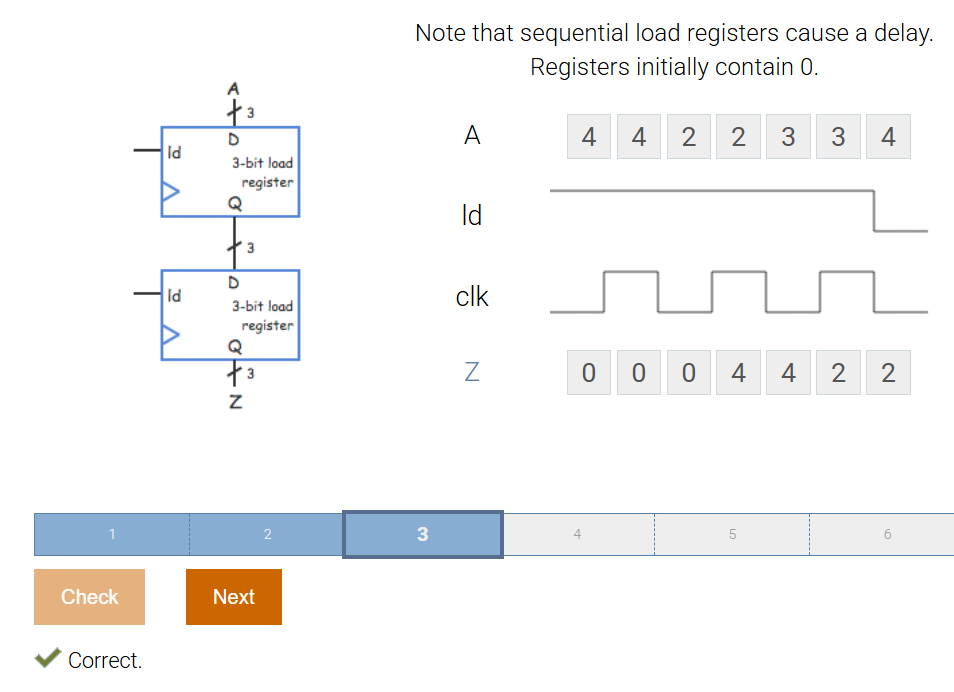 Note that sequential load registers cause a delay.
Registers initially contain 0.
A
3
D
ld
3-bit load
register
Q
3
D
ld
3-bit load
register
Q
3
Z
A 4 4 2 2 3 3 4
ld
clk
Z 0 0 0 4 4 2 2
1 2 3 4 5 6
Check Next
Correct.